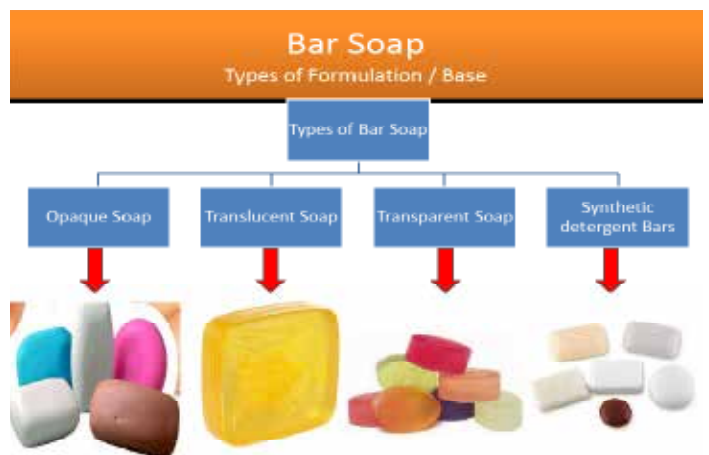 Bar Soap
Types of Formulation / Base
Types of Bar Soap
Opaque Soap
Translucent Soap
Transparent Soap
Synthetic
detergent Bars